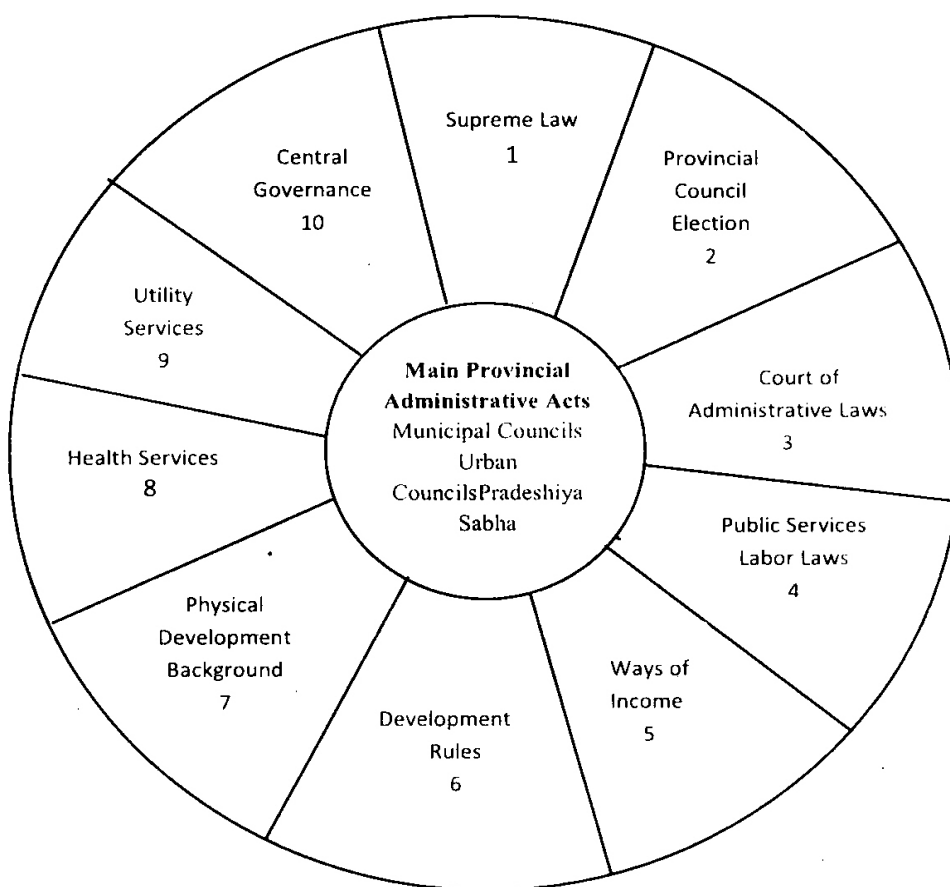 Supreme Law
1
Provincial
Council
Election
2
Court of
Administrative Laws
3
Public Services
Labor Laws
4
Ways of
Income
5
Development
Rules
6
Physical
Development
Background
7
Health Services
8
Utility
Services
9
Central
Governance
10
Main Provincial
Administrative Acts
Municipal Councils
Urban
CouncilsPradeshiya
Sabha